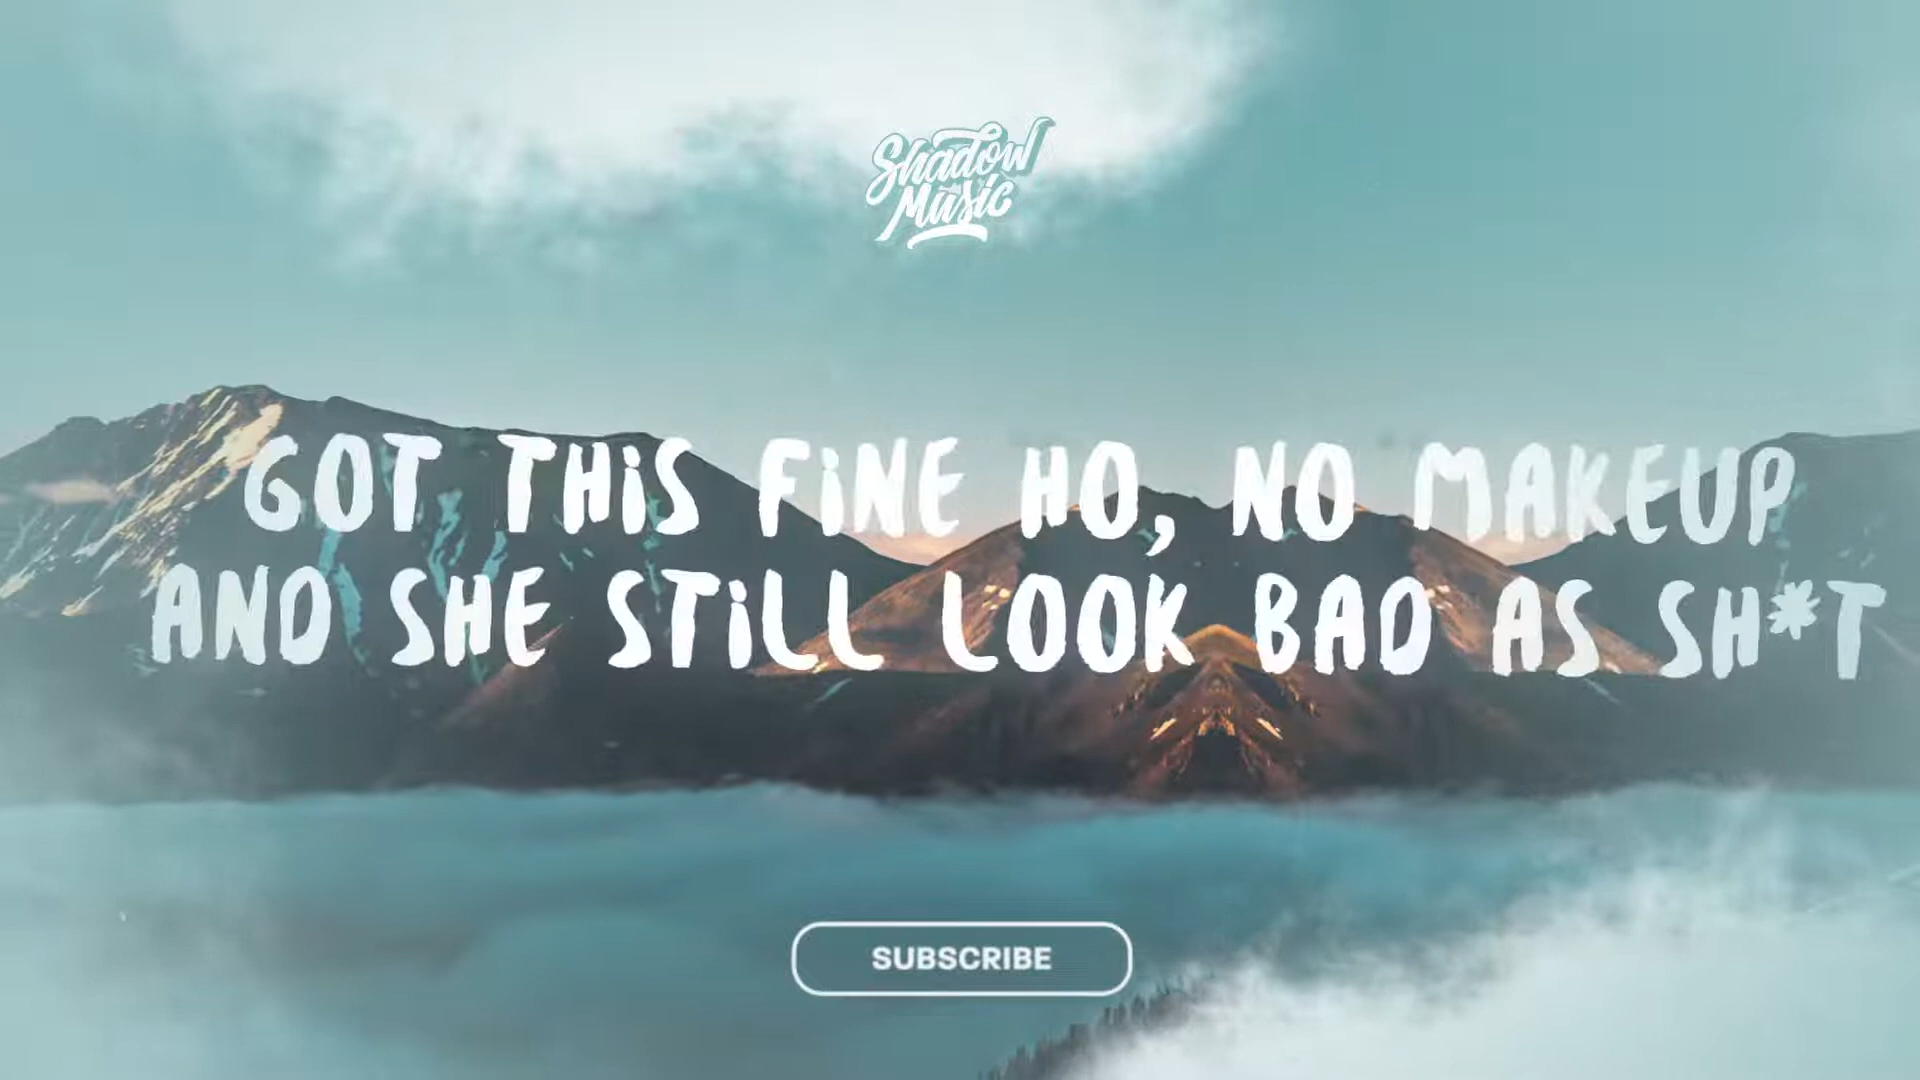 Shadow
Music
GOT THiS FiNE HO, NO MAKEUP
AND SHE STiLL LOOK BAD AS SH*T
SUBSCRIBE